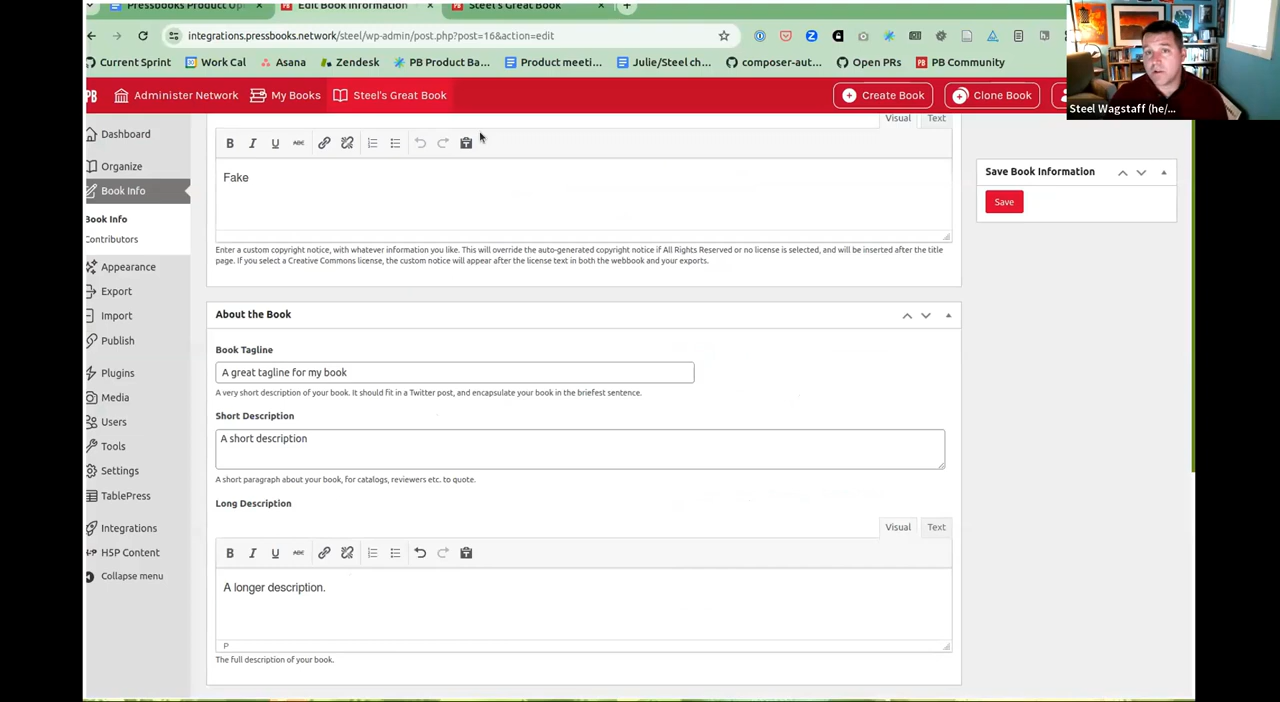 Pressbooks Product Up
Edit Book Information
Steel's Great Book
integrations.pressbooks.network/steel/wp-admin/post.php?post=16&action=edit
Current Sprint
Work Cal
Asana
Zendesk
PB Product Ba...
Product meeti...
Julie/Steel ch...
composer-aut...
Open PRs
PB Community
Steel Wagstaff (he/...
PB
Administer Network
My Books
Steel's Great Book
Create Book
Clone Book
Dashboard
Organize
Book Info
Book Info
Contributors
Appearance
Export
Import
Publish
Plugins
Media
Users
Tools
Settings
TablePress
Integrations
H5P Content
Collapse menu
Visual
Text
B I U ABC
Fake
Enter a custom copyright notice, with whatever information you like. This will override the auto-generated copyright notice if All Rights Reserved or no license is selected, and will be inserted after the title
page. If you select a Creative Commons license, the custom notice will appear after the license text in both the webbook and your exports.
About the Book
Book Tagline
A great tagline for my book
A very short description of your book. It should fit in a Twitter post, and encapsulate your book in the briefest sentence.
Short Description
A short description
A short paragraph about your book, for catalogs, reviewers etc. to quote.
Long Description
Visual
Text
B I U ABC
A longer description.
P
The full description of your book.
Save Book Information
Save